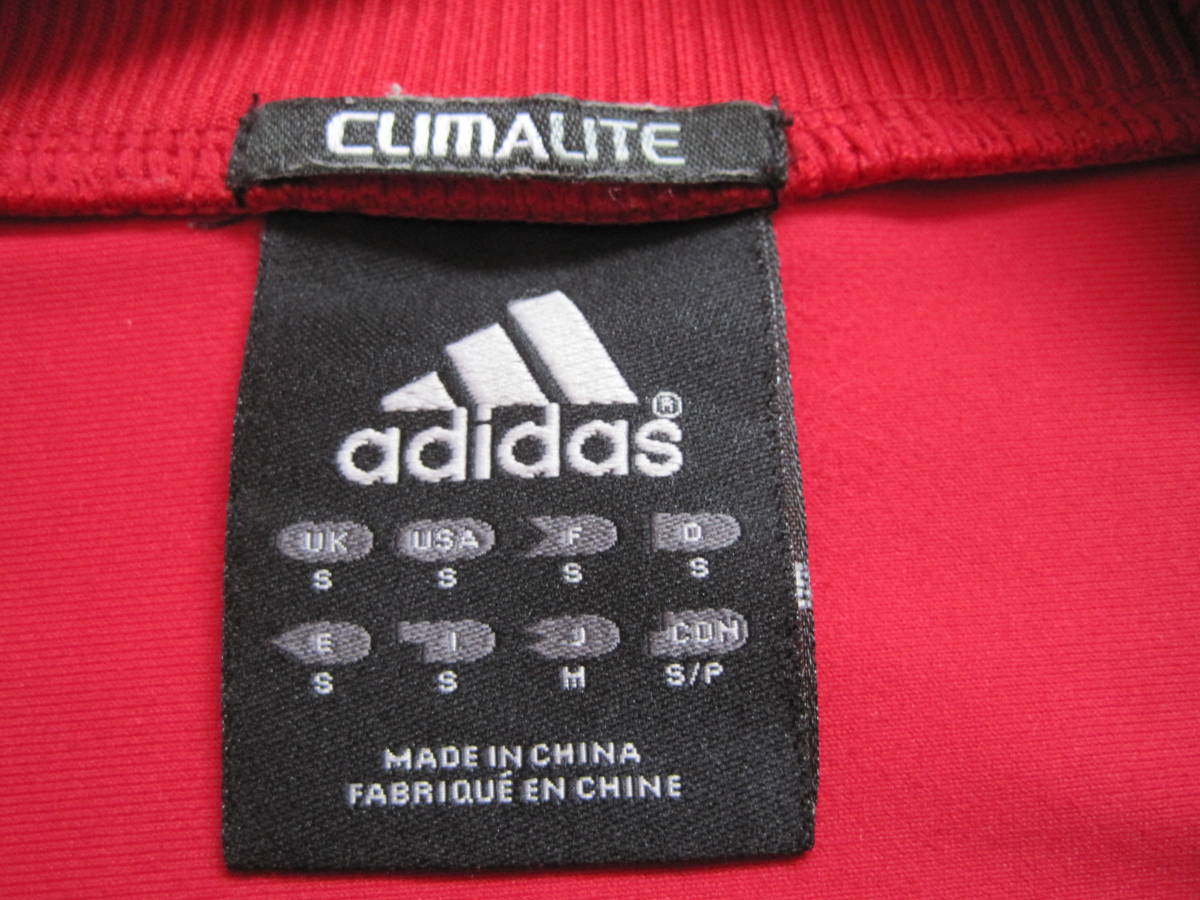 CLIMALITE
adidas®
UK USA F D
S S S S
E I J CDN
S S M S/P
MADE IN CHINA
FABRIQUÉ EN CHINE